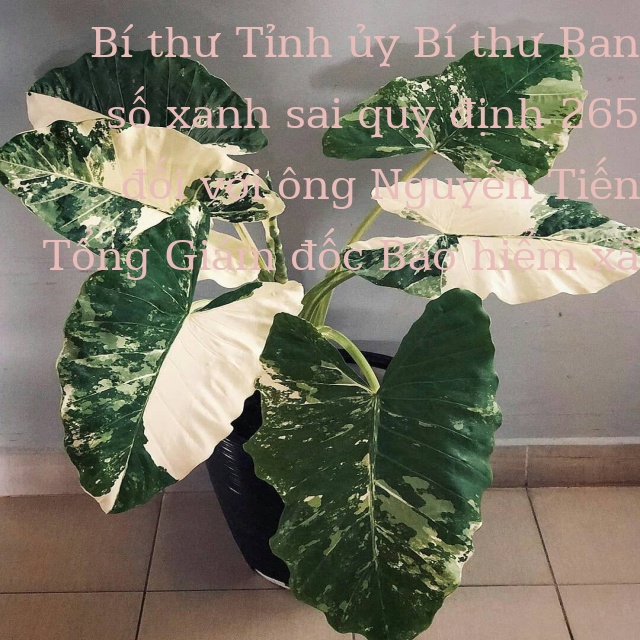 Bí thư Tỉnh ủy Bí thư Ban
số xanh sai quy định 265
đối với ông Nguyễn Tiến
Tổng Giám đốc Bảo hiểm xã